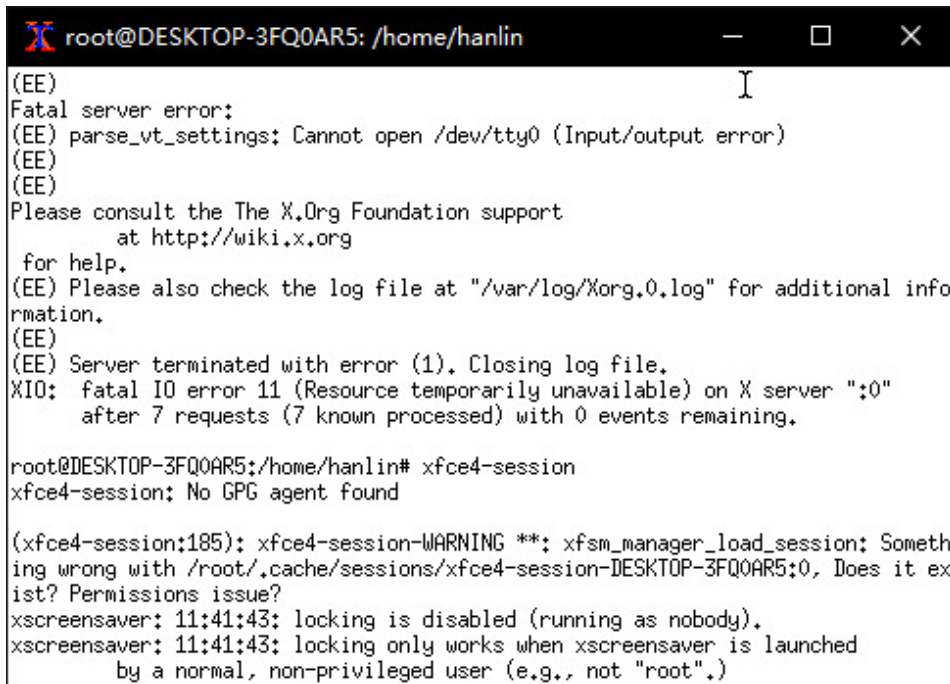 root@DESKTOP-3FQ0AR5: /home/hanlin
(EE)
Fatal server error:
(EE) parse_vt_settings: Cannot open /dev/tty0 (Input/output error)
(EE)
(EE)
Please consult the The X.Org Foundation support
         at http://wiki.x.org
 for help.
(EE) Please also check the log file at "/var/log/Xorg.0.log" for additional info
rmation.
(EE)
(EE) Server terminated with error (1). Closing log file.
XIO:  fatal IO error 11 (Resource temporarily unavailable) on X server ":0"
      after 7 requests (7 known processed) with 0 events remaining.
root@DESKTOP-3FQ0AR5:/home/hanlin# xfce4-session
xfce4-session: No GPG agent found
(xfce4-session:185): xfce4-session-WARNING **: xfsm_manager_load_session: Someth
ing wrong with /root/.cache/sessions/xfce4-session-DESKTOP-3FQ0AR5:0, Does it ex
ist? Permissions issue?
xscreensaver: 11:41:43: locking is disabled (running as nobody).
xscreensaver: 11:41:43: locking only works when xscreensaver is launched
         by a normal, non-privileged user (e.g., not "root".)